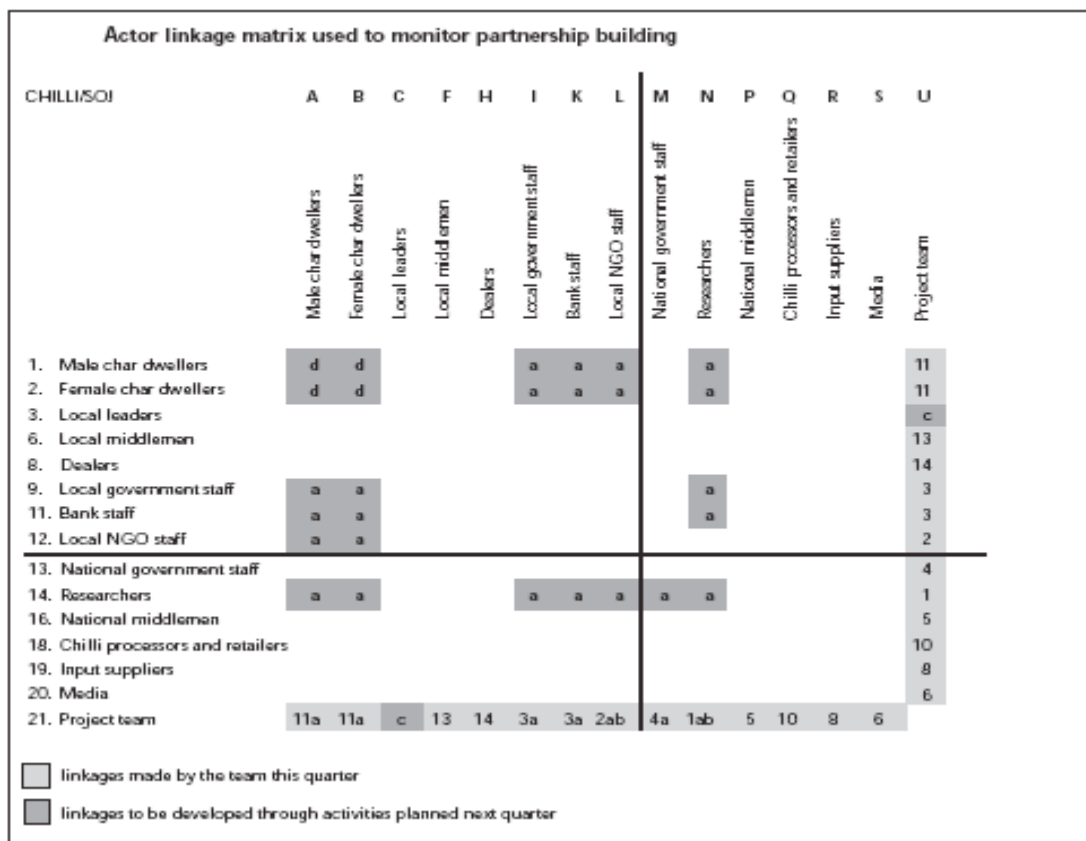 Actor linkage matrix used to monitor partnership building
CHILLI/SOJ A B C F H I K L M N P Q R S U
Male char dwellers
Female char dwellers
Local leaders
Local middlemen
Dealers
Local government staff
Bank staff
Local NGO staff
National government staff
Researchers
National middlemen
Chilli processors and retailers
Input suppliers
Media
Project team
1. Male char dwellers d d a a a a 11
2. Female char dwellers d d a a a a 11
3. Local leaders c
6. Local middlemen 13
8. Dealers 14
9. Local government staff a a a 3
11. Bank staff a a a 3
12. Local NGO staff a a 2
13. National government staff 4
14. Researchers a a a a a a a 1
16. National middlemen 5
18. Chilli processors and retailers 10
19. Input suppliers 8
20. Media 6
21. Project team 11a 11a c 13 14 3a 3a 2ab 4a 1ab 5 10 8 6
linkages made by the team this quarter
linkages to be developed through activities planned next quarter